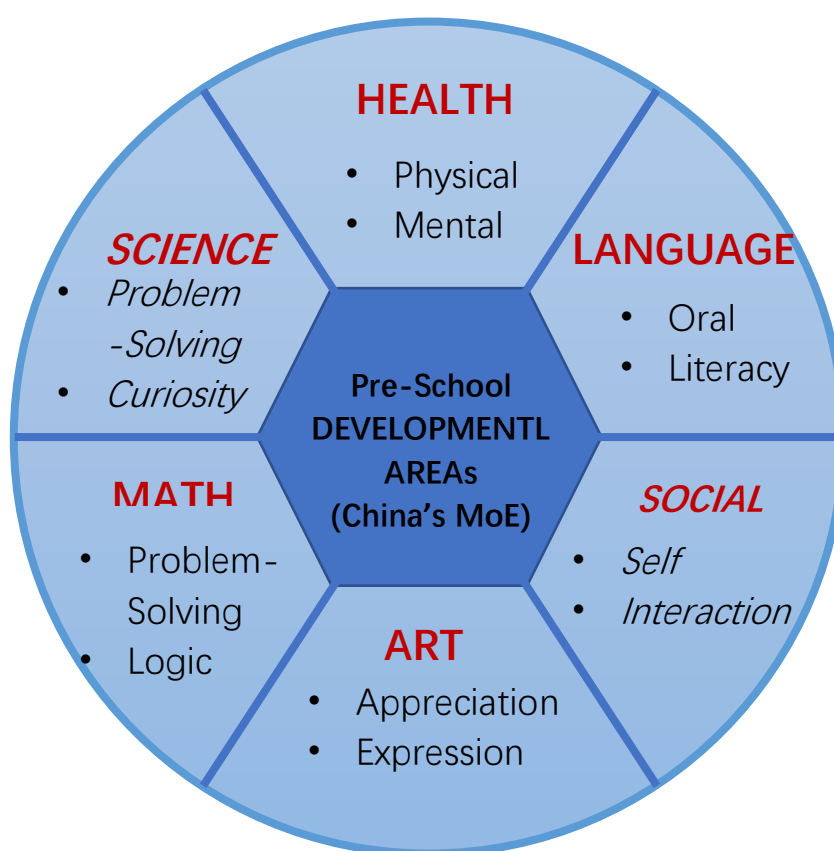 HEALTH
• Physical
• Mental
LANGUAGE
• Oral
• Literacy
SOCIAL
• Self
• Interaction
ART
• Appreciation
• Expression
MATH
• Problem-
Solving
• Logic
SCIENCE
• Problem
-Solving
• Curiosity
Pre-School
DEVELOPMENTL
AREAs
(China's MoE)